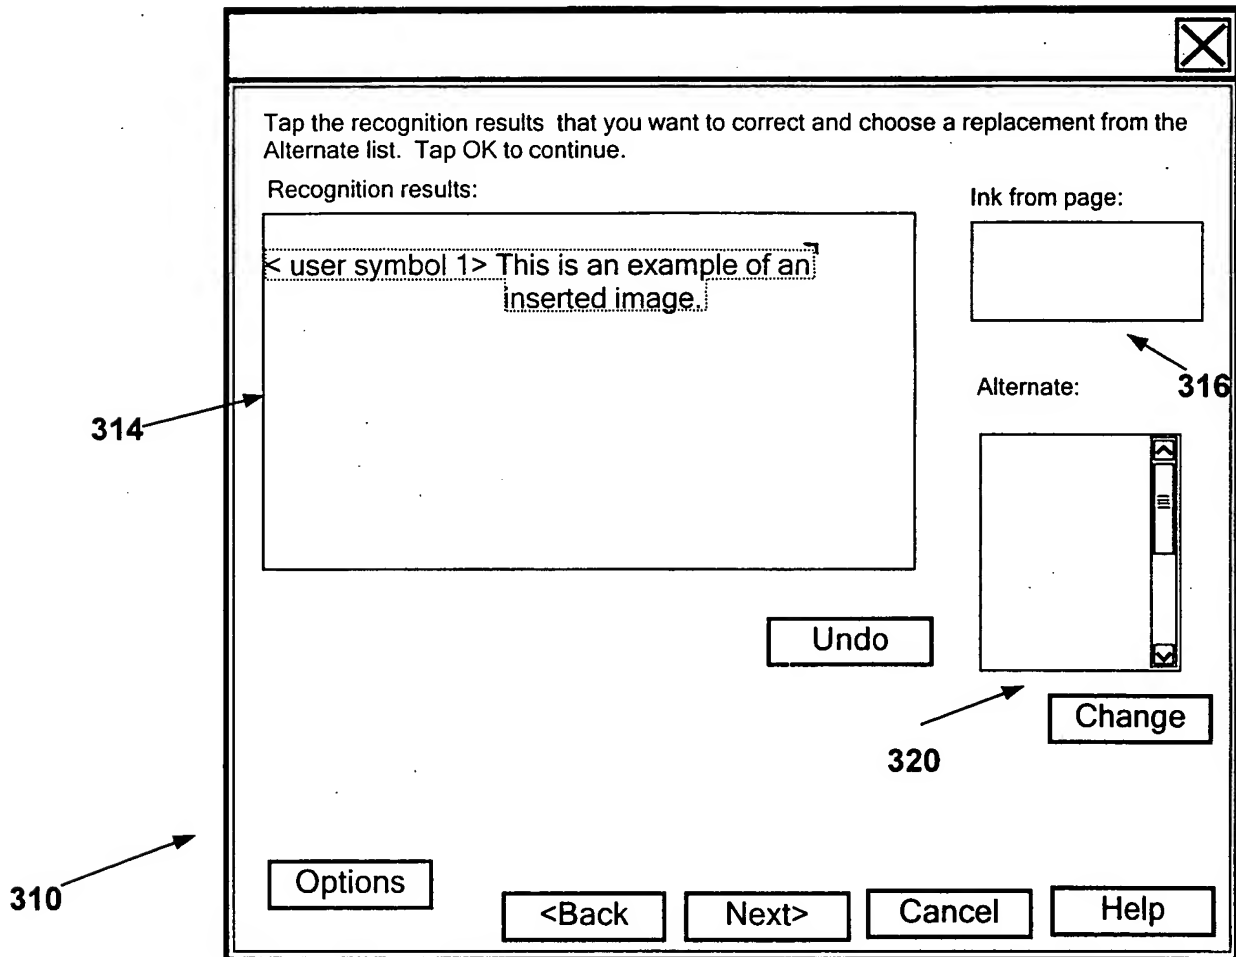 Tap the recognition results that you want to correct and choose a replacement from the
Alternate list. Tap OK to continue.
Recognition results:
Ink from page:
< user symbol 1> This is an example of an
inserted image.
316
Alternate:
314
Undo
Change
320
310
Options
<Back
Next>
Cancel
Help